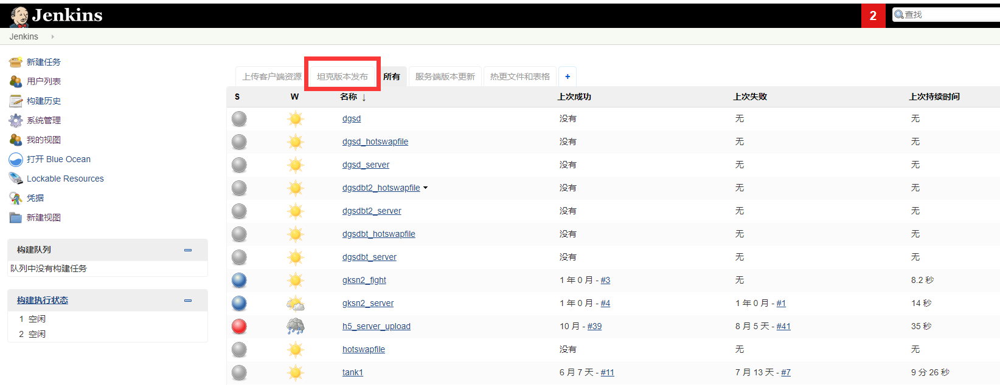 Jenkins
2
查找
Jenkins
新建任务
用户列表
构建历史
系统管理
我的视图
打开 Blue Ocean
Lockable Resources
凭据
新建视图
构建队列
队列中没有构建任务
构建执行状态
1 空闲
2 空闲
上传客户端资源 坦克版本发布 所有 服务端版本更新 热更文件和表格 +
S W 名称 ↓ 上次成功 上次失败 上次持续时间
dgsd 没有 无 无
dgsd_hotswapfile 没有 无 无
dgsd_server 没有 无 无
dgsdbt2_hotswapfile 没有 无 无
dgsdbt2_server 没有 无 无
dgsdbt_hotswapfile 没有 无 无
dgsdbt_server 没有 无 无
gksn2_fight 1 年 0 月 - #3 无 8.2 秒
gksn2_server 1 年 0 月 - #4 1 年 0 月 - #1 14 秒
h5_server_upload 10 月 - #39 8 月 5 天 - #41 35 秒
hotswapfile 没有 无 无
tank1 6 月 7 天 - #11 7 月 13 天 - #7 9 分 26 秒